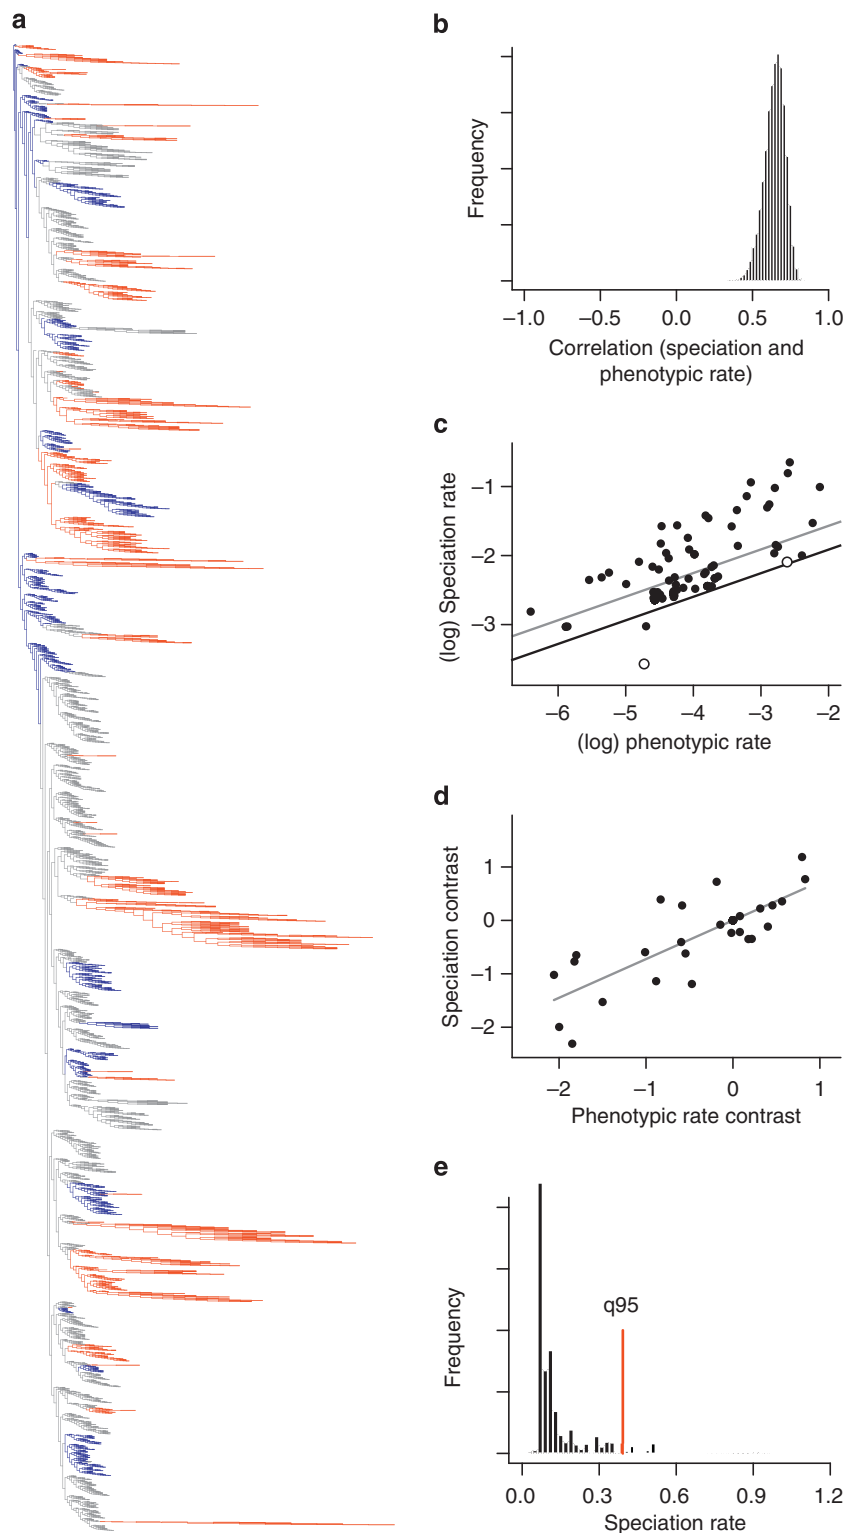 a
b
Frequency
−1.0 −0.5 0.0 0.5 1.0
Correlation (speciation and
phenotypic rate)
c
(log) Speciation rate
−1
−2
−3
−6 −5 −4 −3 −2
(log) phenotypic rate
d
Speciation contrast
1
0
−1
−2
−2 −1 0 1
Phenotypic rate contrast
e
Frequency
q95
0.0 0.3 0.6 0.9 1.2
Speciation rate